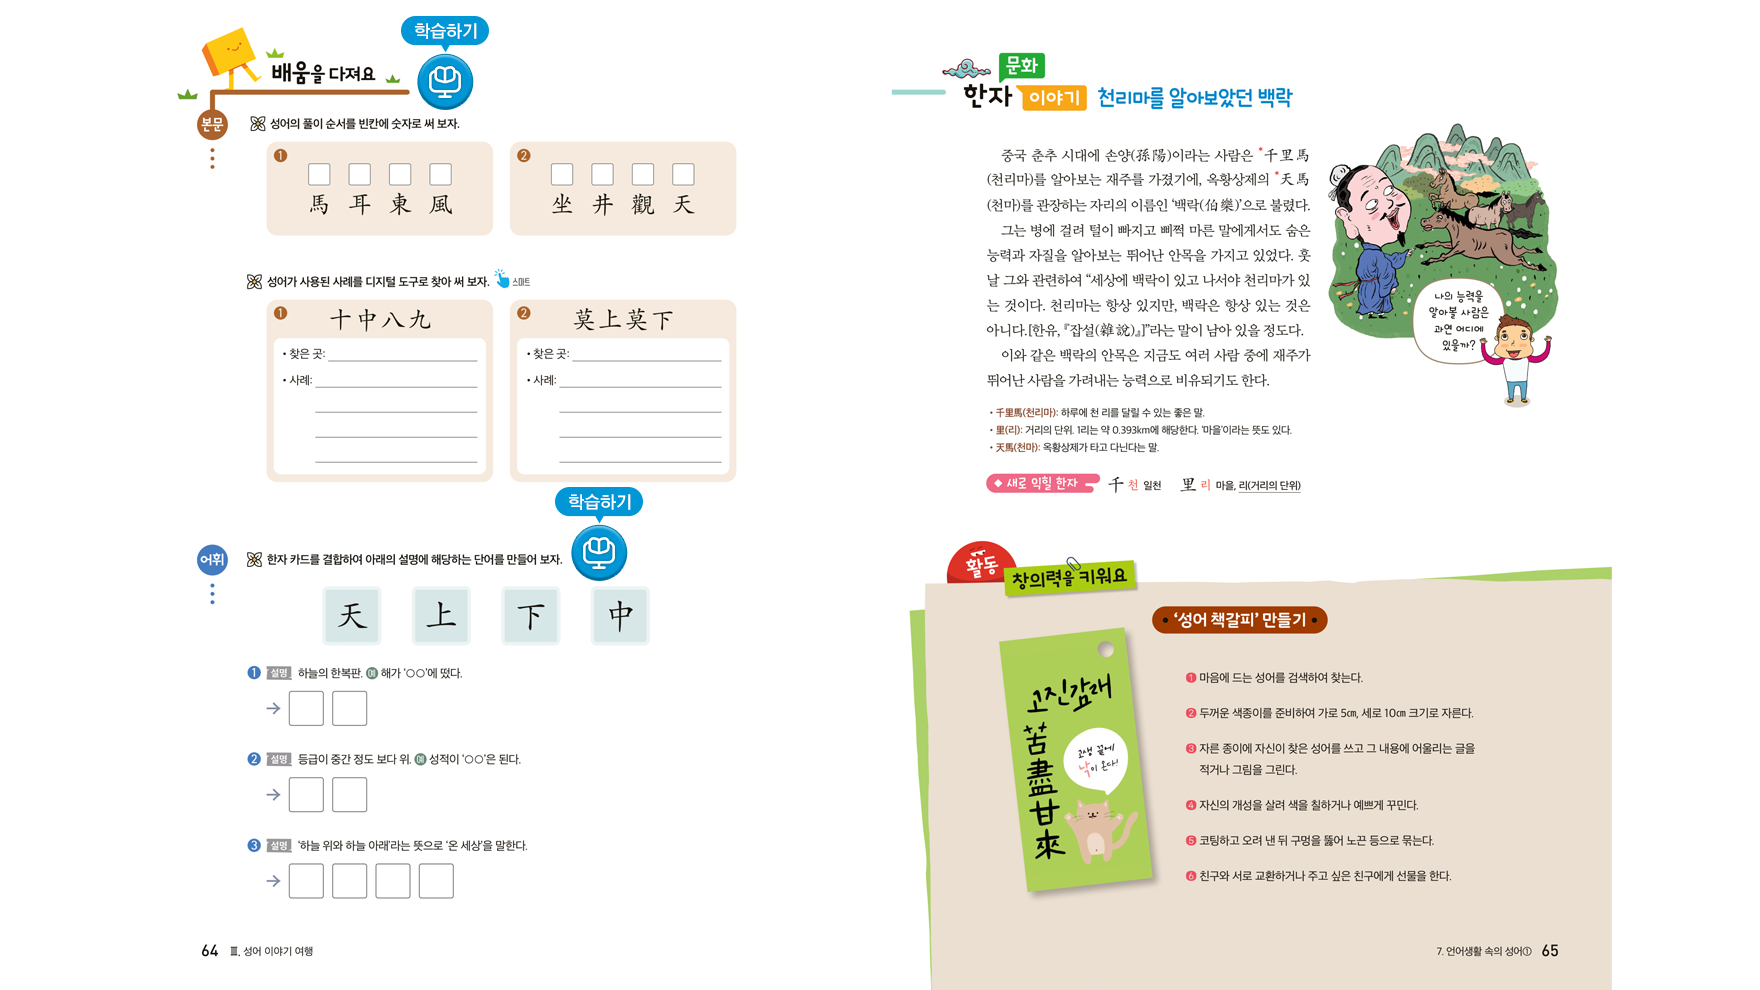 학습하기
배움을 다져요
본문
성어의 풀이 순서를 빈칸에 숫자로 써 보자.
1
馬 耳 東 風
2
坐 井 觀 天
성어가 사용된 사례를 디지털 도구로 찾아 써 보자. 스마트
1 十中八九
• 찾은 곳:
• 사례:
2 莫上莫下
• 찾은 곳:
• 사례:
학습하기
어휘
한자 카드를 결합하여 아래의 설명에 해당하는 단어를 만들어 보자.
天 上 下 中
1 설명 하늘의 한복판. 예 해가 ‘○○’에 떴다.
→
2 설명 등급이 중간 정도 보다 위. 예 성적이 ‘○○’은 된다.
→
3 설명 ‘하늘 위와 하늘 아래’라는 뜻으로 ‘온 세상’을 말한다.
→
64 Ⅲ. 성어 이야기 여행
문화
한자 이야기 천리마를 알아보았던 백락
중국 춘추 시대에 손양(孫陽)이라는 사람은 *千里馬
(천리마)를 알아보는 재주를 가졌기에, 옥황상제의 *天馬
(천마)를 관장하는 자리의 이름인 ‘백락(伯樂)’으로 불렸다.
그는 병에 걸려 털이 빠지고 삐쩍 마른 말에게서도 숨은
능력과 자질을 알아보는 뛰어난 안목을 가지고 있었다. 훗
날 그와 관련하여 “세상에 백락이 있고 나서야 천리마가 있
는 것이다. 천리마는 항상 있지만, 백락은 항상 있는 것은
아니다.[한유, 『잡설(雜說)』]”라는 말이 남아 있을 정도다.
이와 같은 백락의 안목은 지금도 여러 사람 중에 재주가
뛰어난 사람을 가려내는 능력으로 비유되기도 한다.
나의 능력을
알아볼 사람은
과연 어디에
있을까?
• 千里馬(천리마): 하루에 천 리를 달릴 수 있는 좋은 말.
• 里(리): 거리의 단위. 1리는 약 0.393km에 해당한다. ‘마을’이라는 뜻도 있다.
• 天馬(천마): 옥황상제가 타고 다닌다는 말.
◆ 새로 익힐 한자 千 천 일천 里 리 마을, 리(거리의 단위)
활동
창의력을 키워요
• ‘성어 책갈피’ 만들기 •
고진감래
苦盡甘來
고생 끝에
낙이 온다!
1 마음에 드는 성어를 검색하여 찾는다.
2 두꺼운 색종이를 준비하여 가로 5㎝, 세로 10㎝ 크기로 자른다.
3 자른 종이에 자신이 찾은 성어를 쓰고 그 내용에 어울리는 글을
적거나 그림을 그린다.
4 자신의 개성을 살려 색을 칠하거나 예쁘게 꾸민다.
5 코팅하고 오려 낸 뒤 구멍을 뚫어 노끈 등으로 묶는다.
6 친구와 서로 교환하거나 주고 싶은 친구에게 선물을 한다.
7. 언어생활 속의 성어① 65